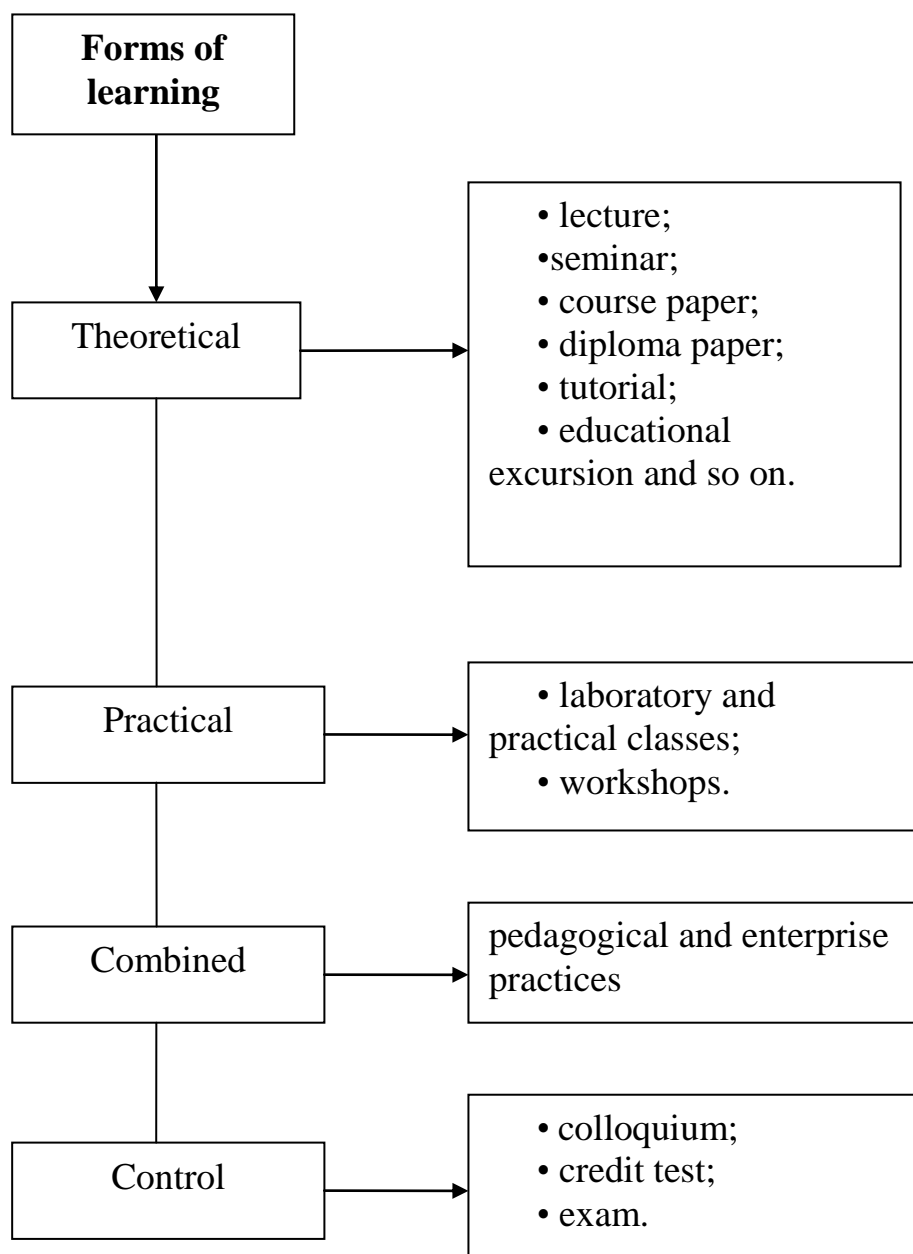 Forms of
learning
Theoretical
• lecture;
•seminar;
• course paper;
• diploma paper;
• tutorial;
• educational
excursion and so on.
Practical
• laboratory and
practical classes;
• workshops.
Combined
pedagogical and enterprise
practices
Control
• colloquium;
• credit test;
• exam.